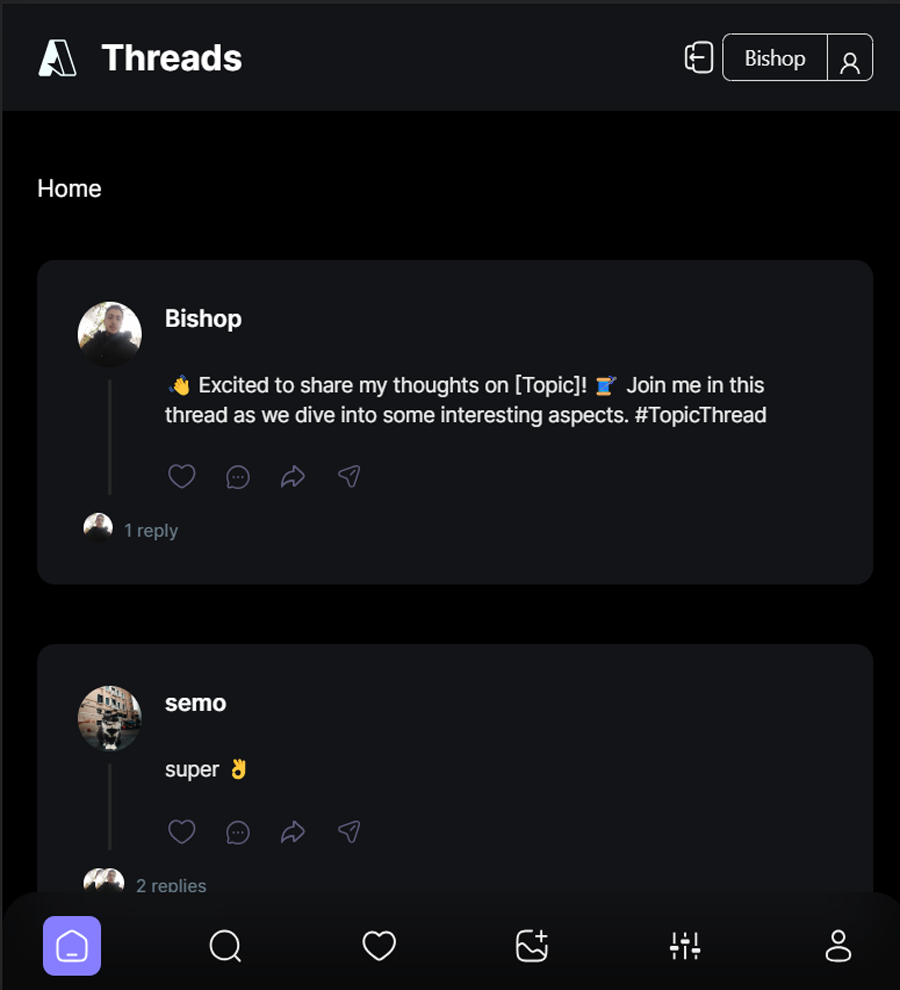 Threads
Bishop
Home
Bishop
👋 Excited to share my thoughts on [Topic]! 🧵 Join me in this
thread as we dive into some interesting aspects. #TopicThread
1 reply
semo
super 👌
2 replies